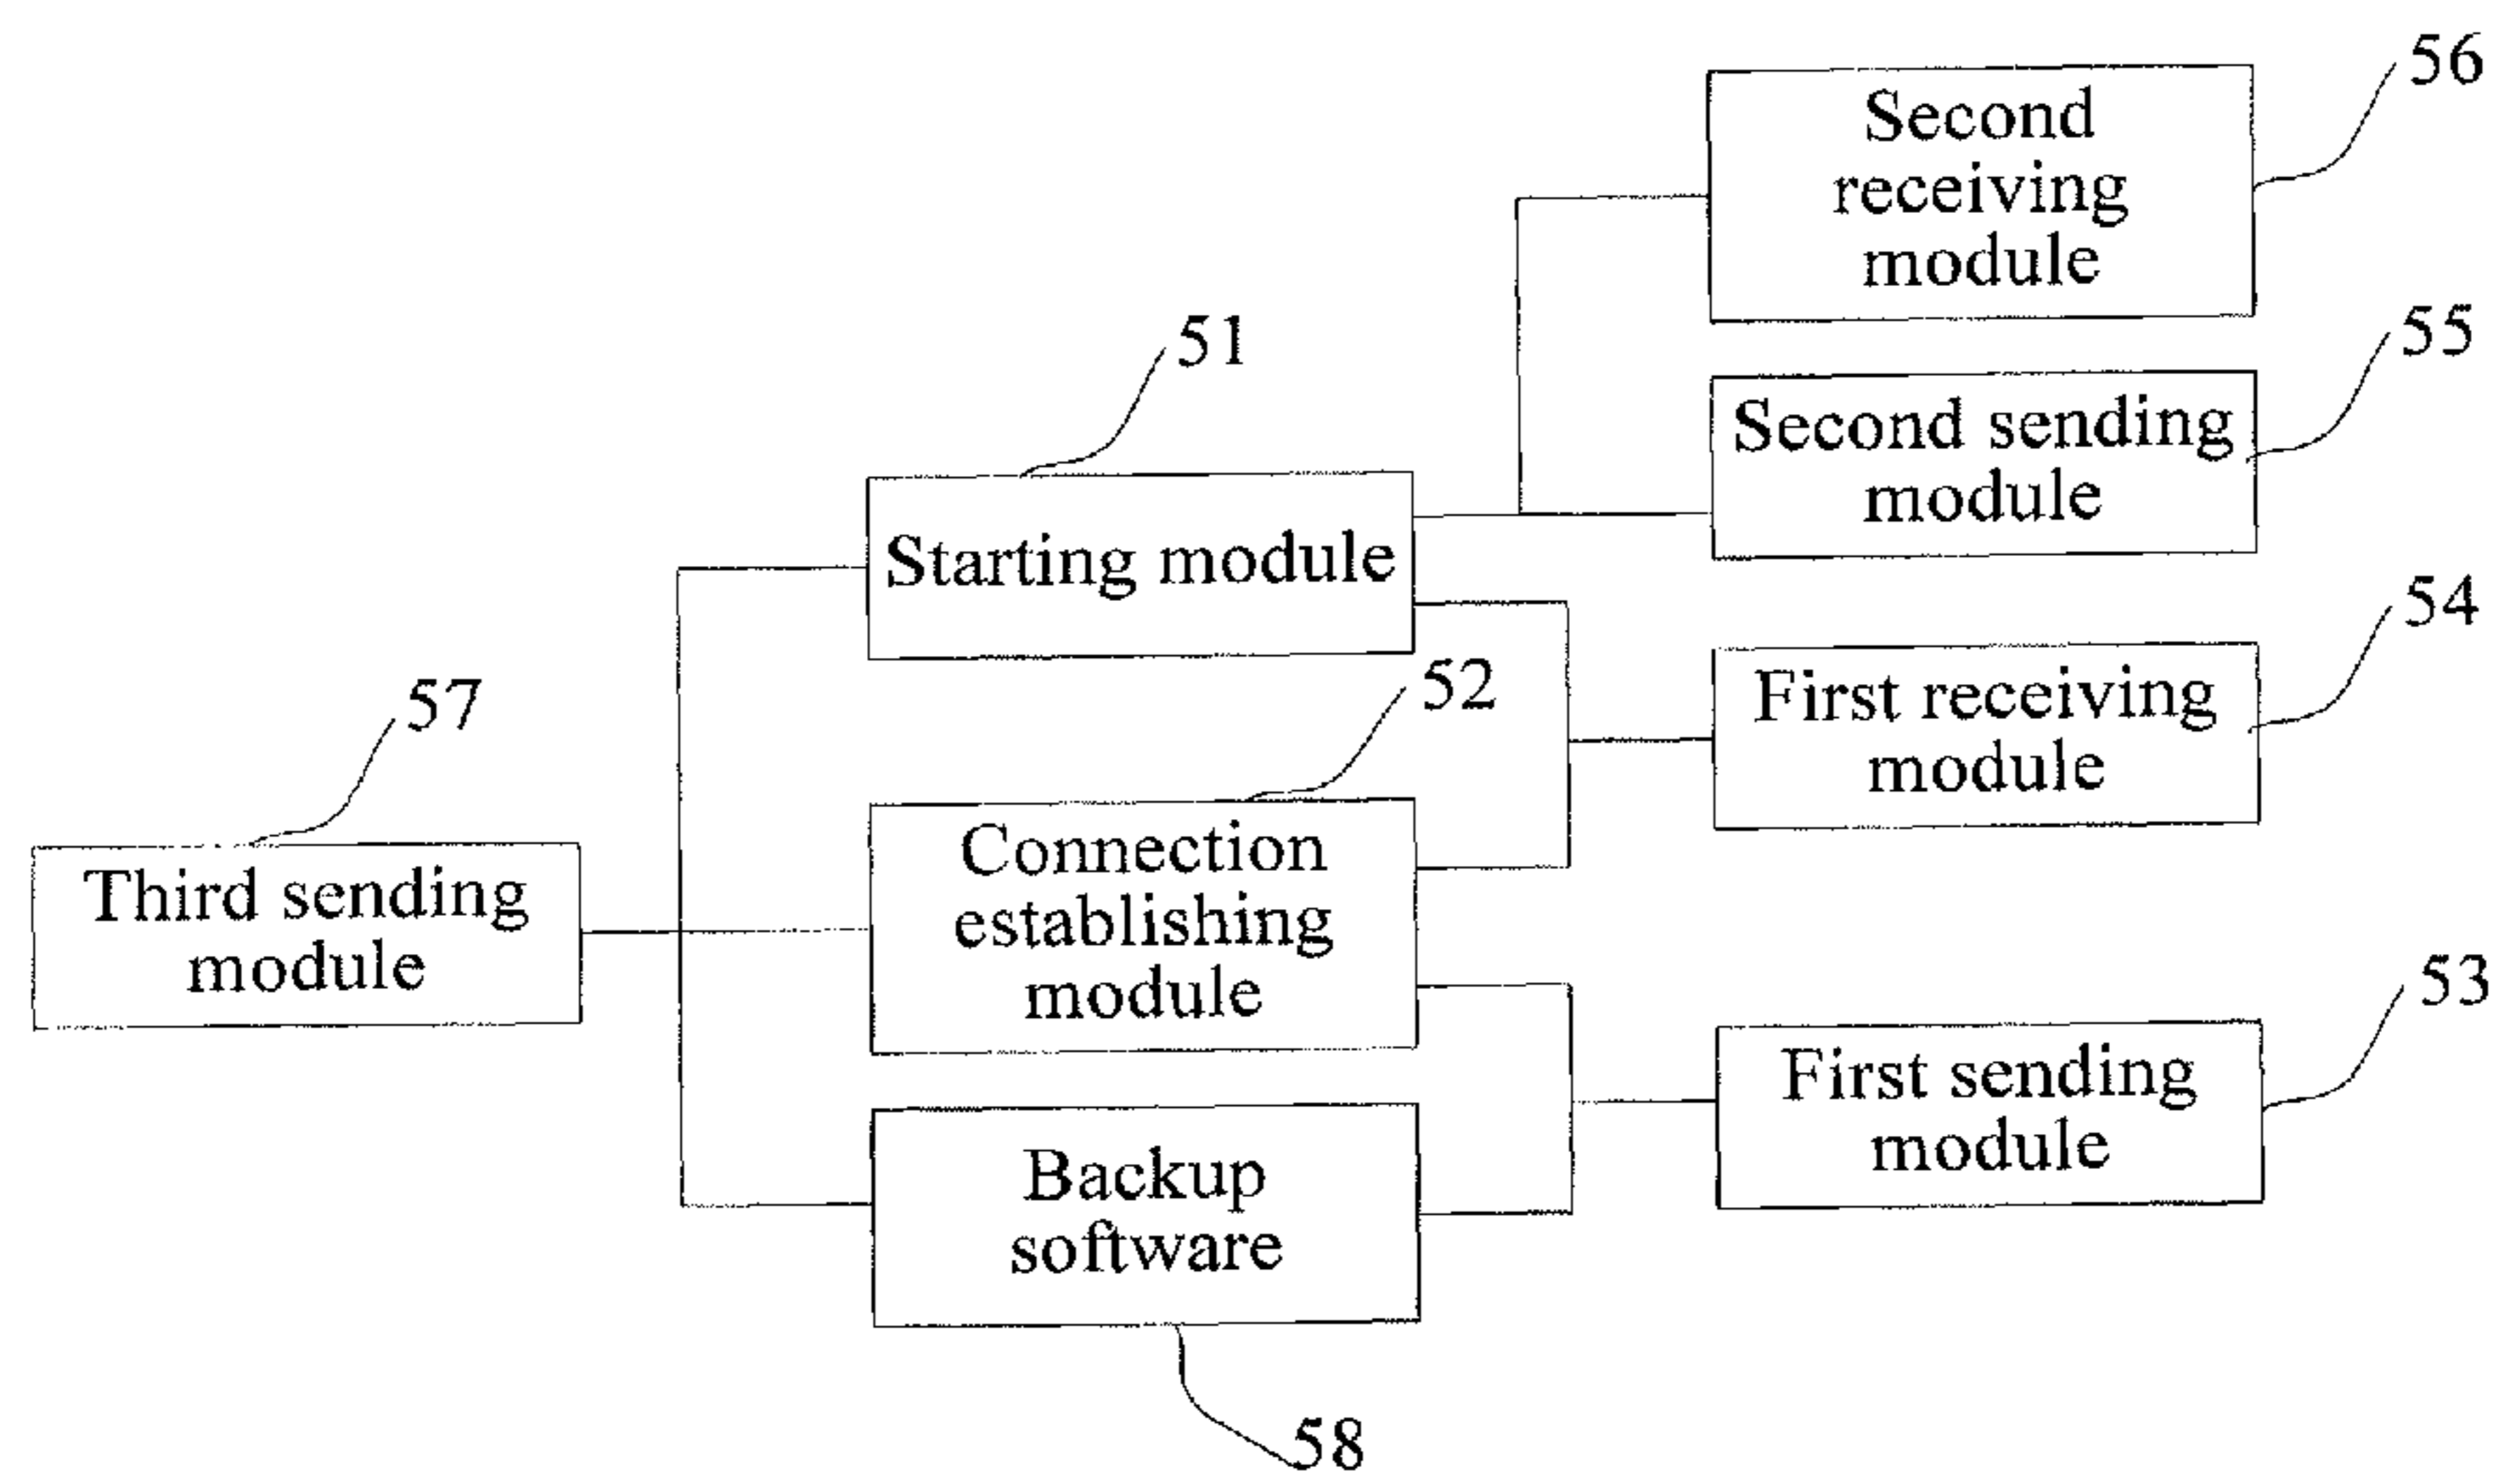 56
Second
receiving
module
55
Second sending
module
51
Starting module
54
First receiving
module
52
Connection
establishing
module
57
Third sending
module
53
First sending
module
Backup
software
58